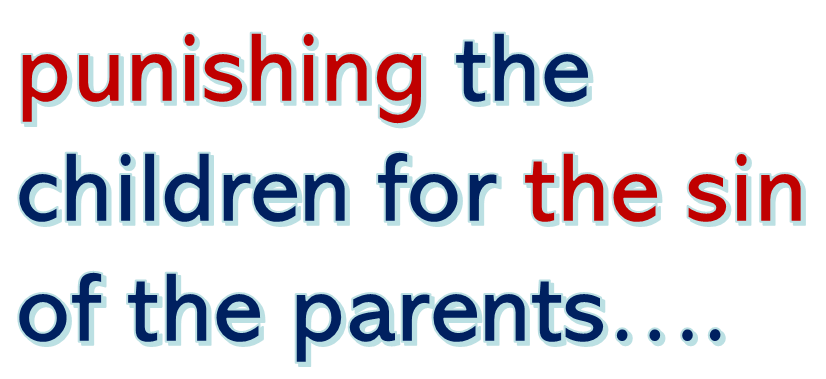 punishing the
children for the sin
of the parents….